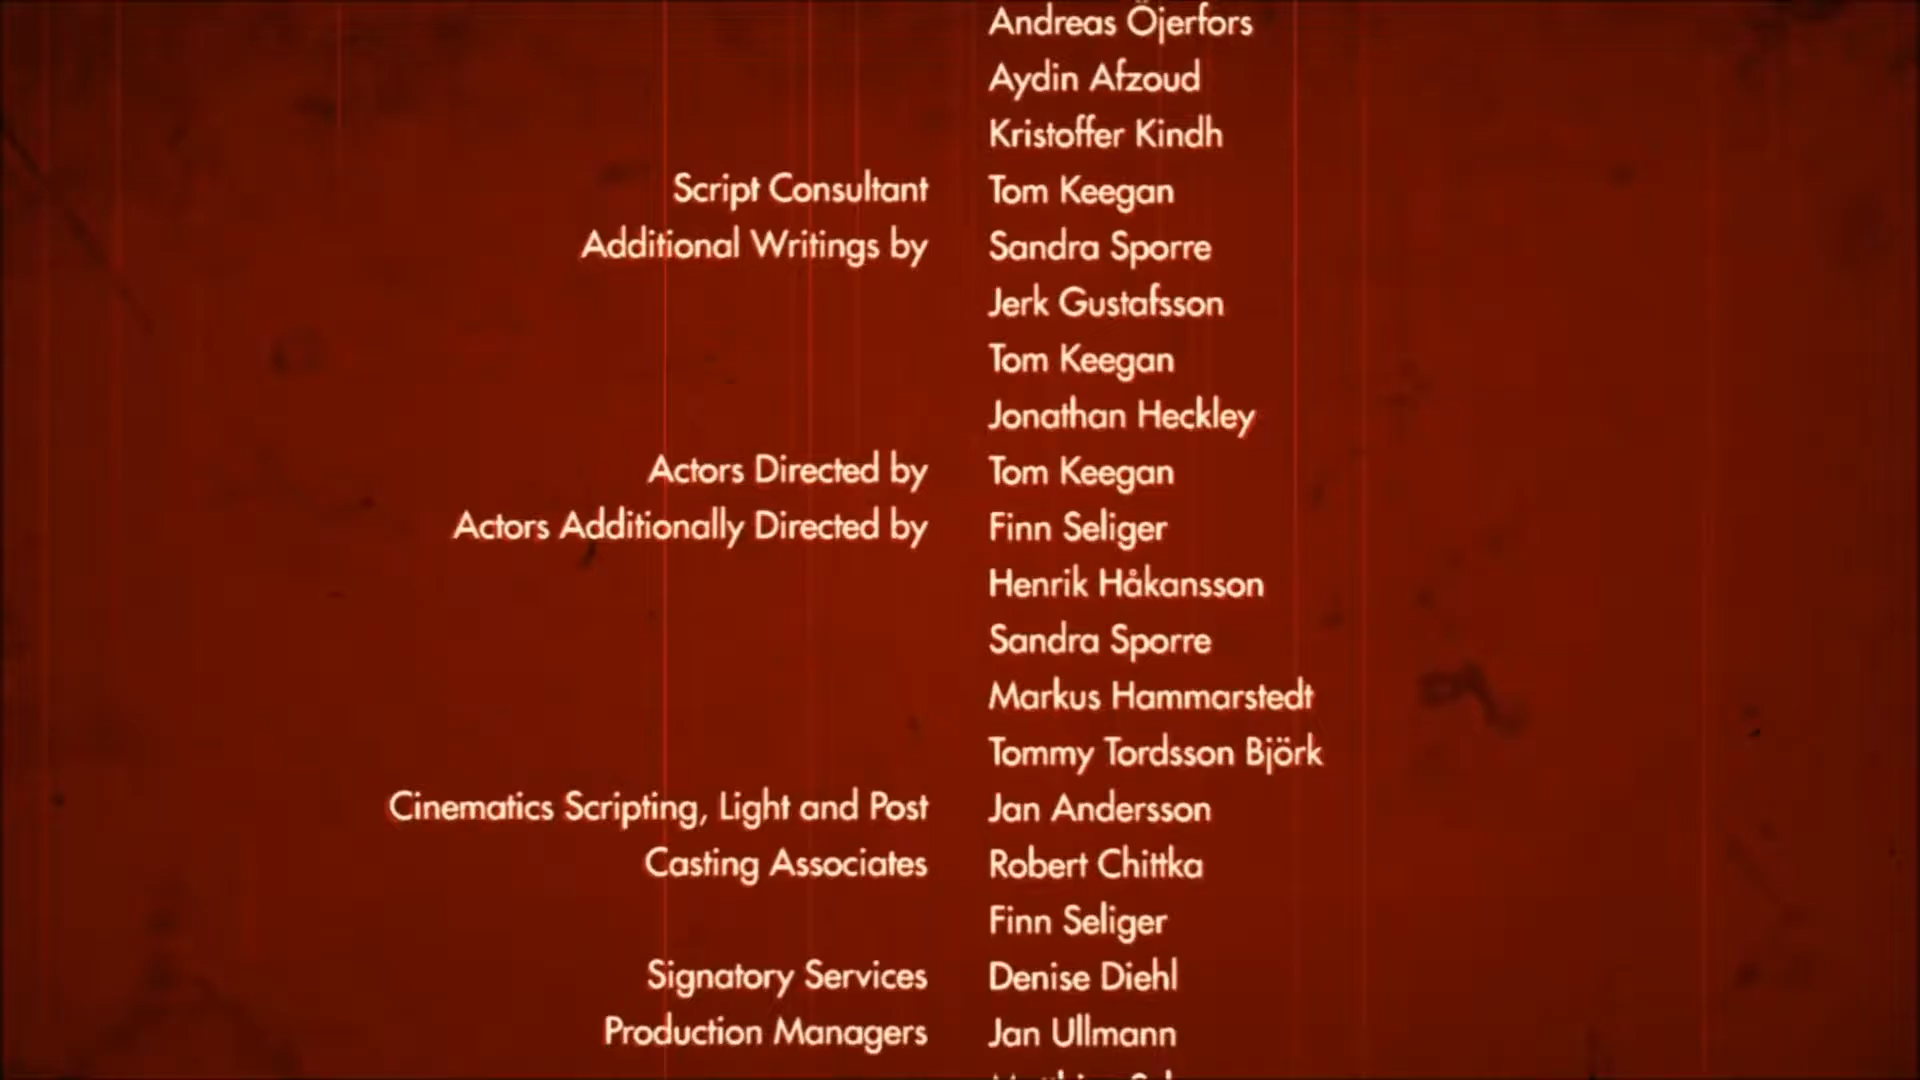 Andreas Öjerfors
Aydin Afzoud
Kristoffer Kindh
Script Consultant Tom Keegan
Additional Writings by Sandra Sporre
Jerk Gustafsson
Tom Keegan
Jonathan Heckley
Actors Directed by Tom Keegan
Actors Additionally Directed by Finn Seliger
Henrik Håkansson
Sandra Sporre
Markus Hammarstedt
Tommy Tordsson Björk
Cinematics Scripting, Light and Post Jan Andersson
Casting Associates Robert Chittka
Finn Seliger
Signatory Services Denise Diehl
Production Managers Jan Ullmann